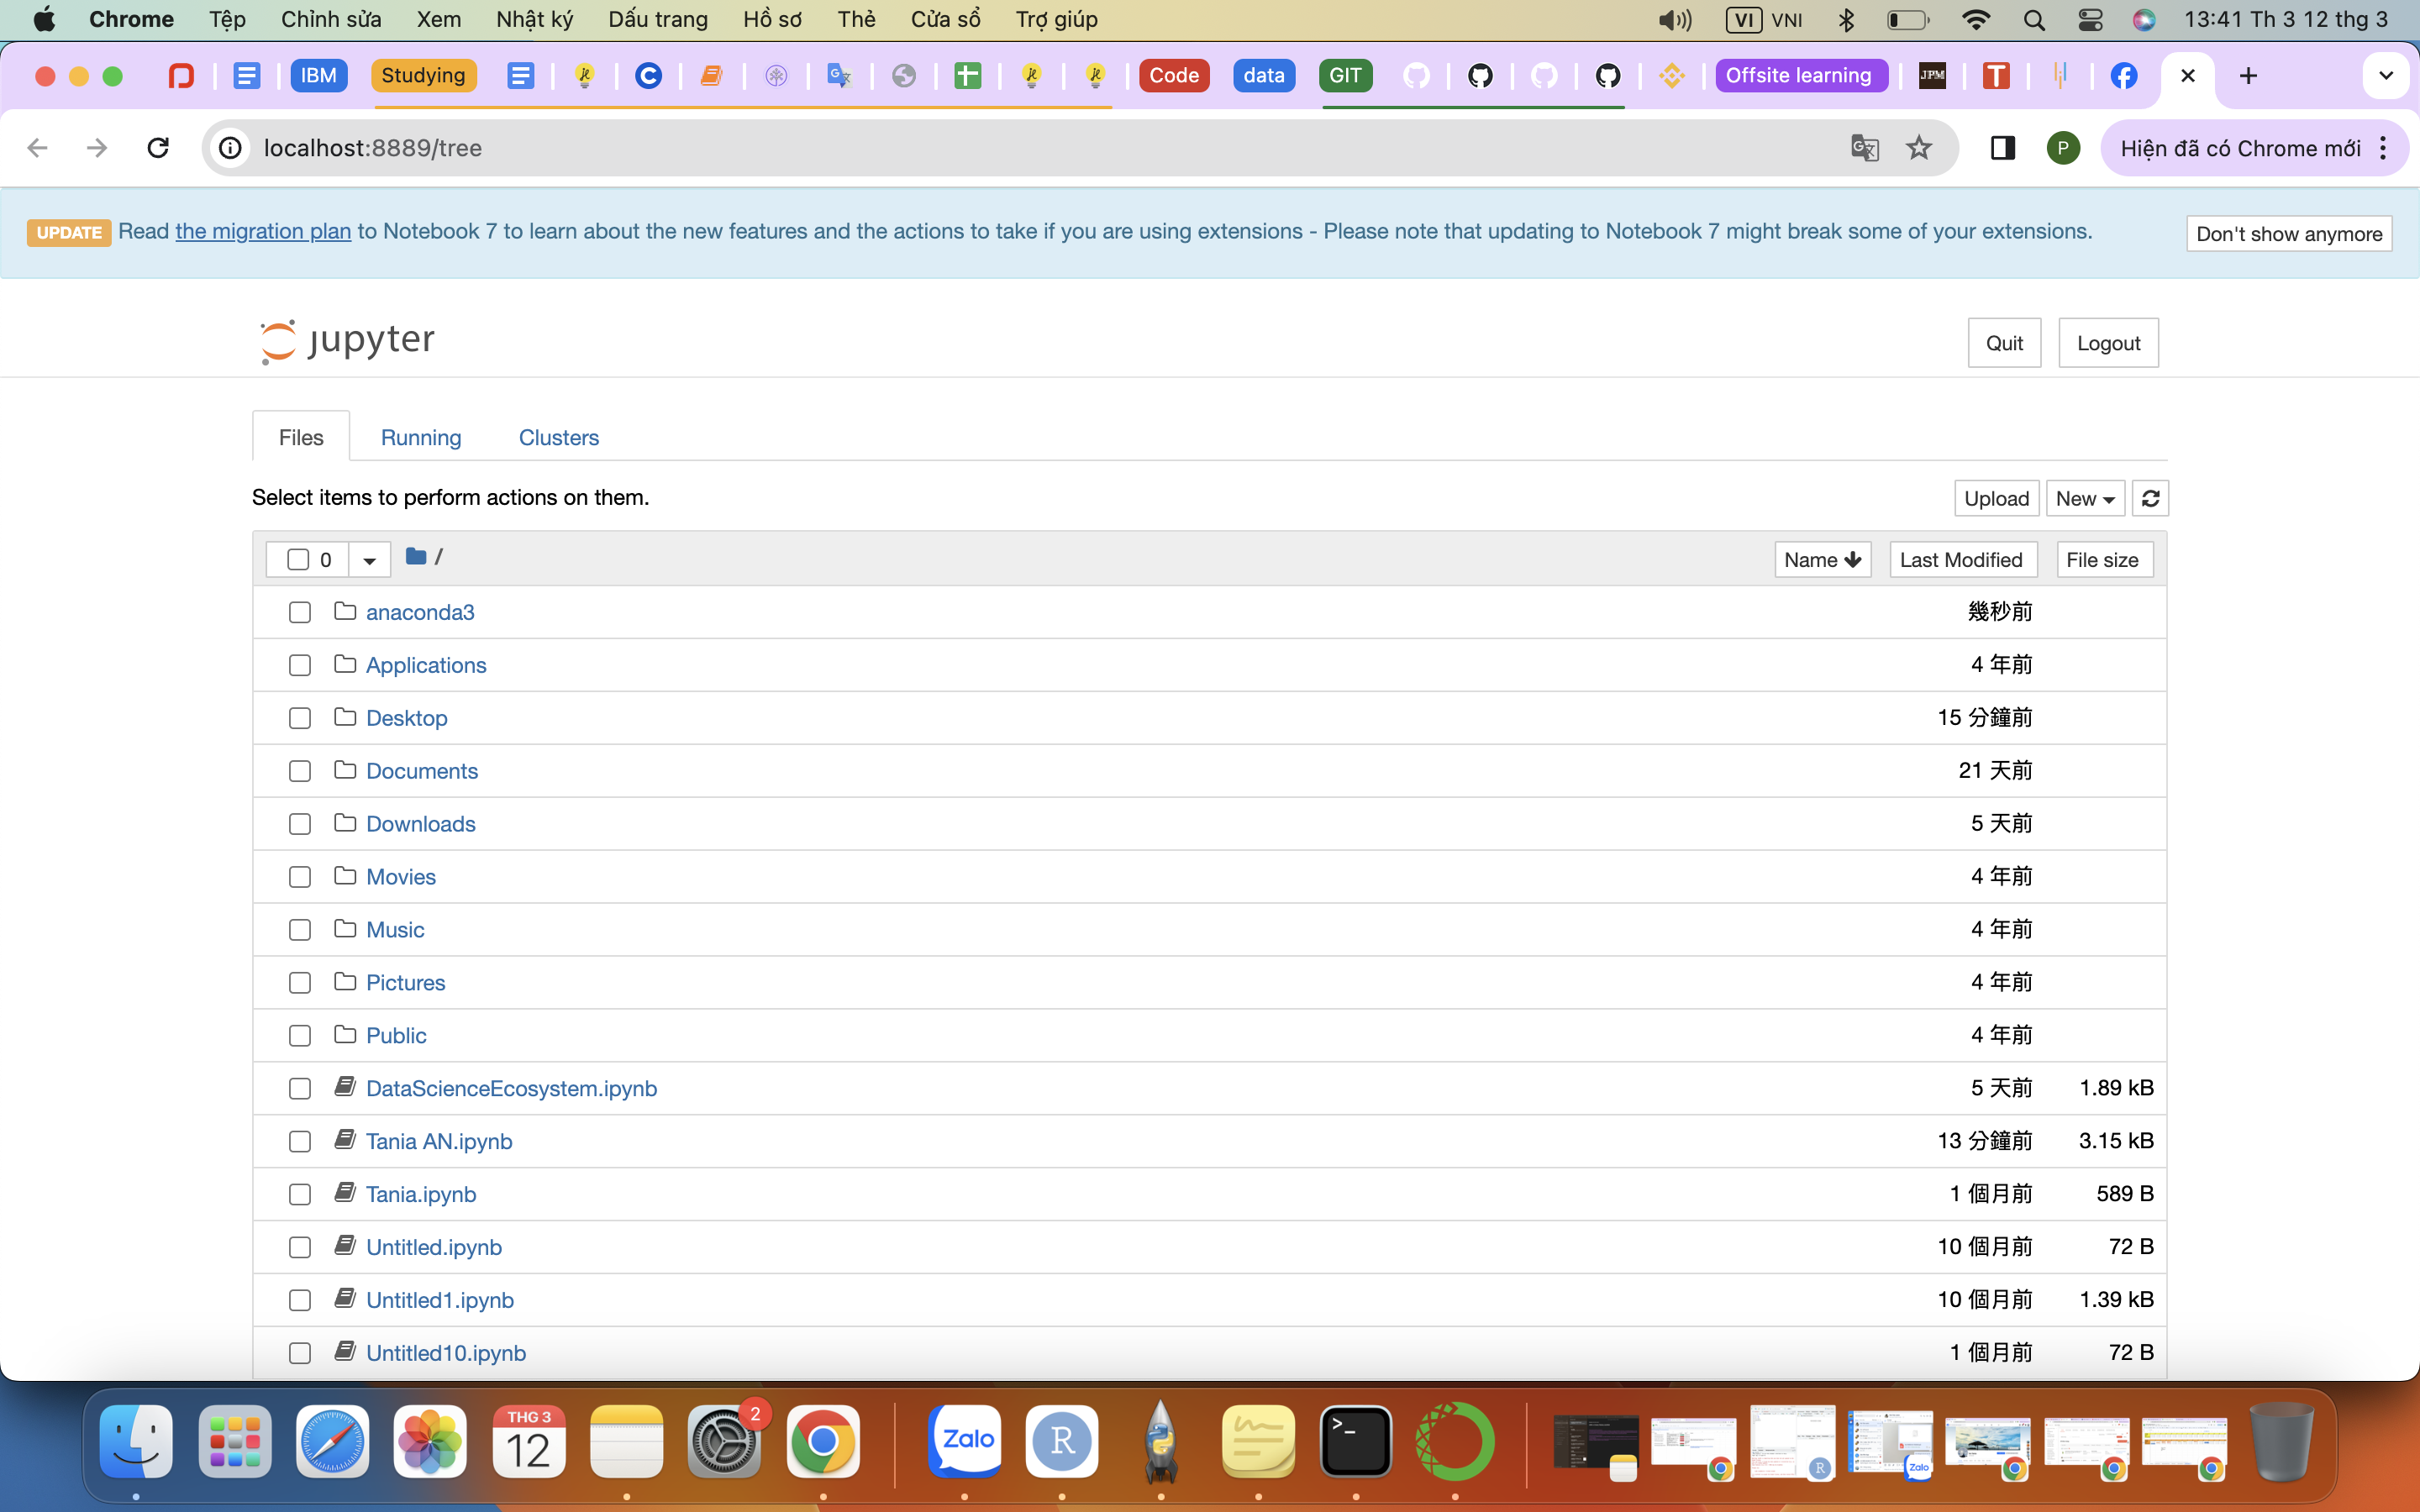 Chrome Tệp Chỉnh sửa Xem Nhật ký Dấu trang Hồ sơ Thẻ Cửa sổ Trợ giúp VI VNI 13:41 Th 3 12 thg 3
IBM Studying Code data GIT Offsite learning JPM T
localhost:8889/tree P Hiện đã có Chrome mới
UPDATE Read the migration plan to Notebook 7 to learn about the new features and the actions to take if you are using extensions - Please note that updating to Notebook 7 might break some of your extensions. Don't show anymore
jupyter Quit Logout
Files Running Clusters
Select items to perform actions on them. Upload New
0 / Name Last Modified File size
anaconda3 幾秒前
Applications 4 年前
Desktop 15 分鐘前
Documents 21 天前
Downloads 5 天前
Movies 4 年前
Music 4 年前
Pictures 4 年前
Public 4 年前
DataScienceEcosystem.ipynb 5 天前 1.89 kB
Tania AN.ipynb 13 分鐘前 3.15 kB
Tania.ipynb 1 個月前 589 B
Untitled.ipynb 10 個月前 72 B
Untitled1.ipynb 10 個月前 1.39 kB
Untitled10.ipynb 1 個月前 72 B
THG 3
12
2
Zalo
R
>_
R
Zalo